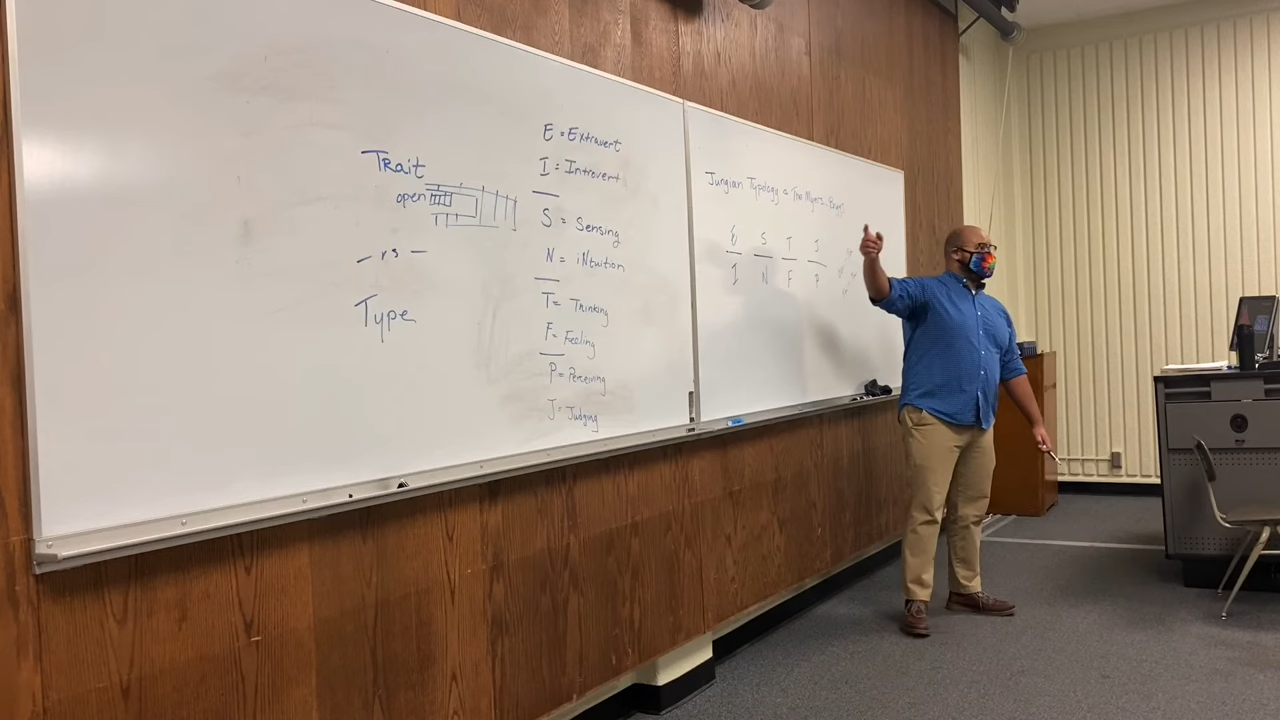 Trait
open
- vs -
Type
E = Extravert
I = Introvert
S = Sensing
N = iNtuition
T = Thinking
F = Feeling
P = Perceiving
J = Judging
Jungian Typology & The Myers-Briggs
E S T J
I N F P